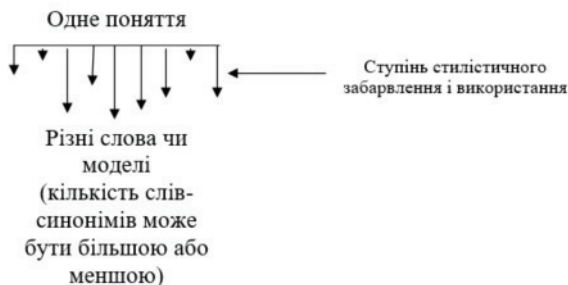 Одне поняття
Ступінь стилістичного
забарвлення і використання
Різні слова чи
моделі
(кількість слів-
синонімів може
бути більшою або
меншою)